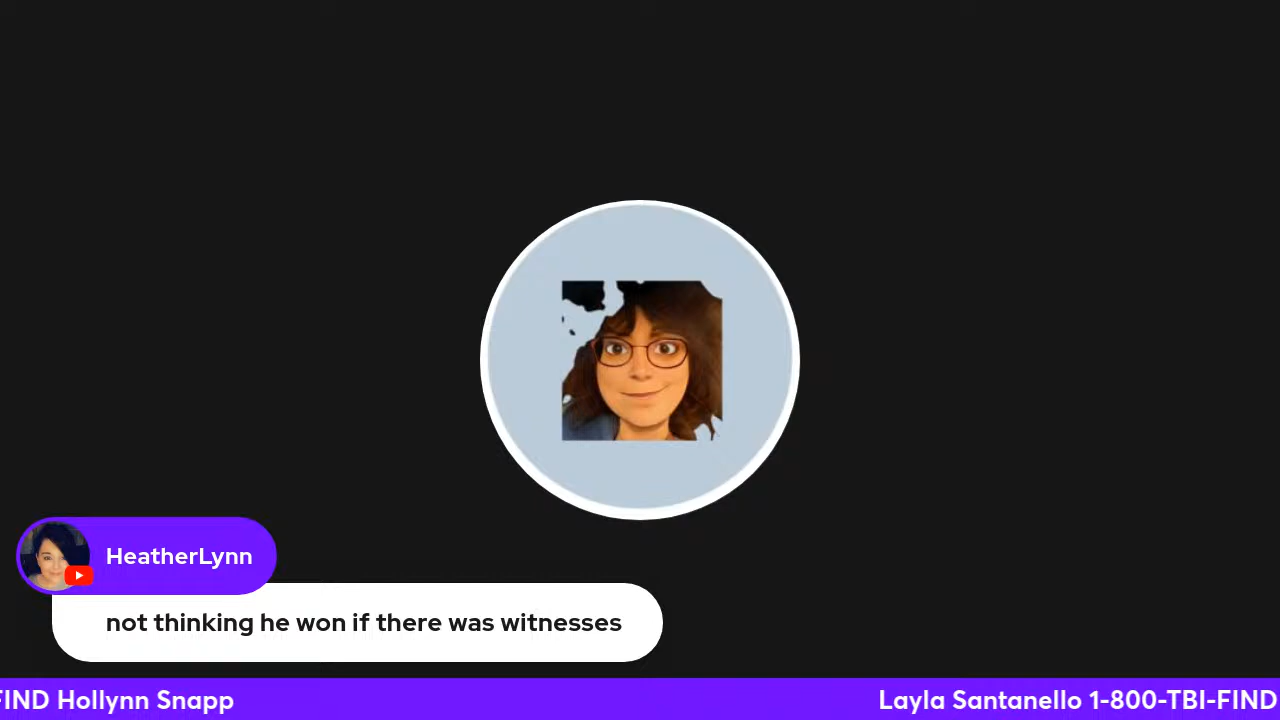 HeatherLynn
not thinking he won if there was witnesses
FIND Hollynn Snapp
Layla Santanello 1-800-TBI-FIND